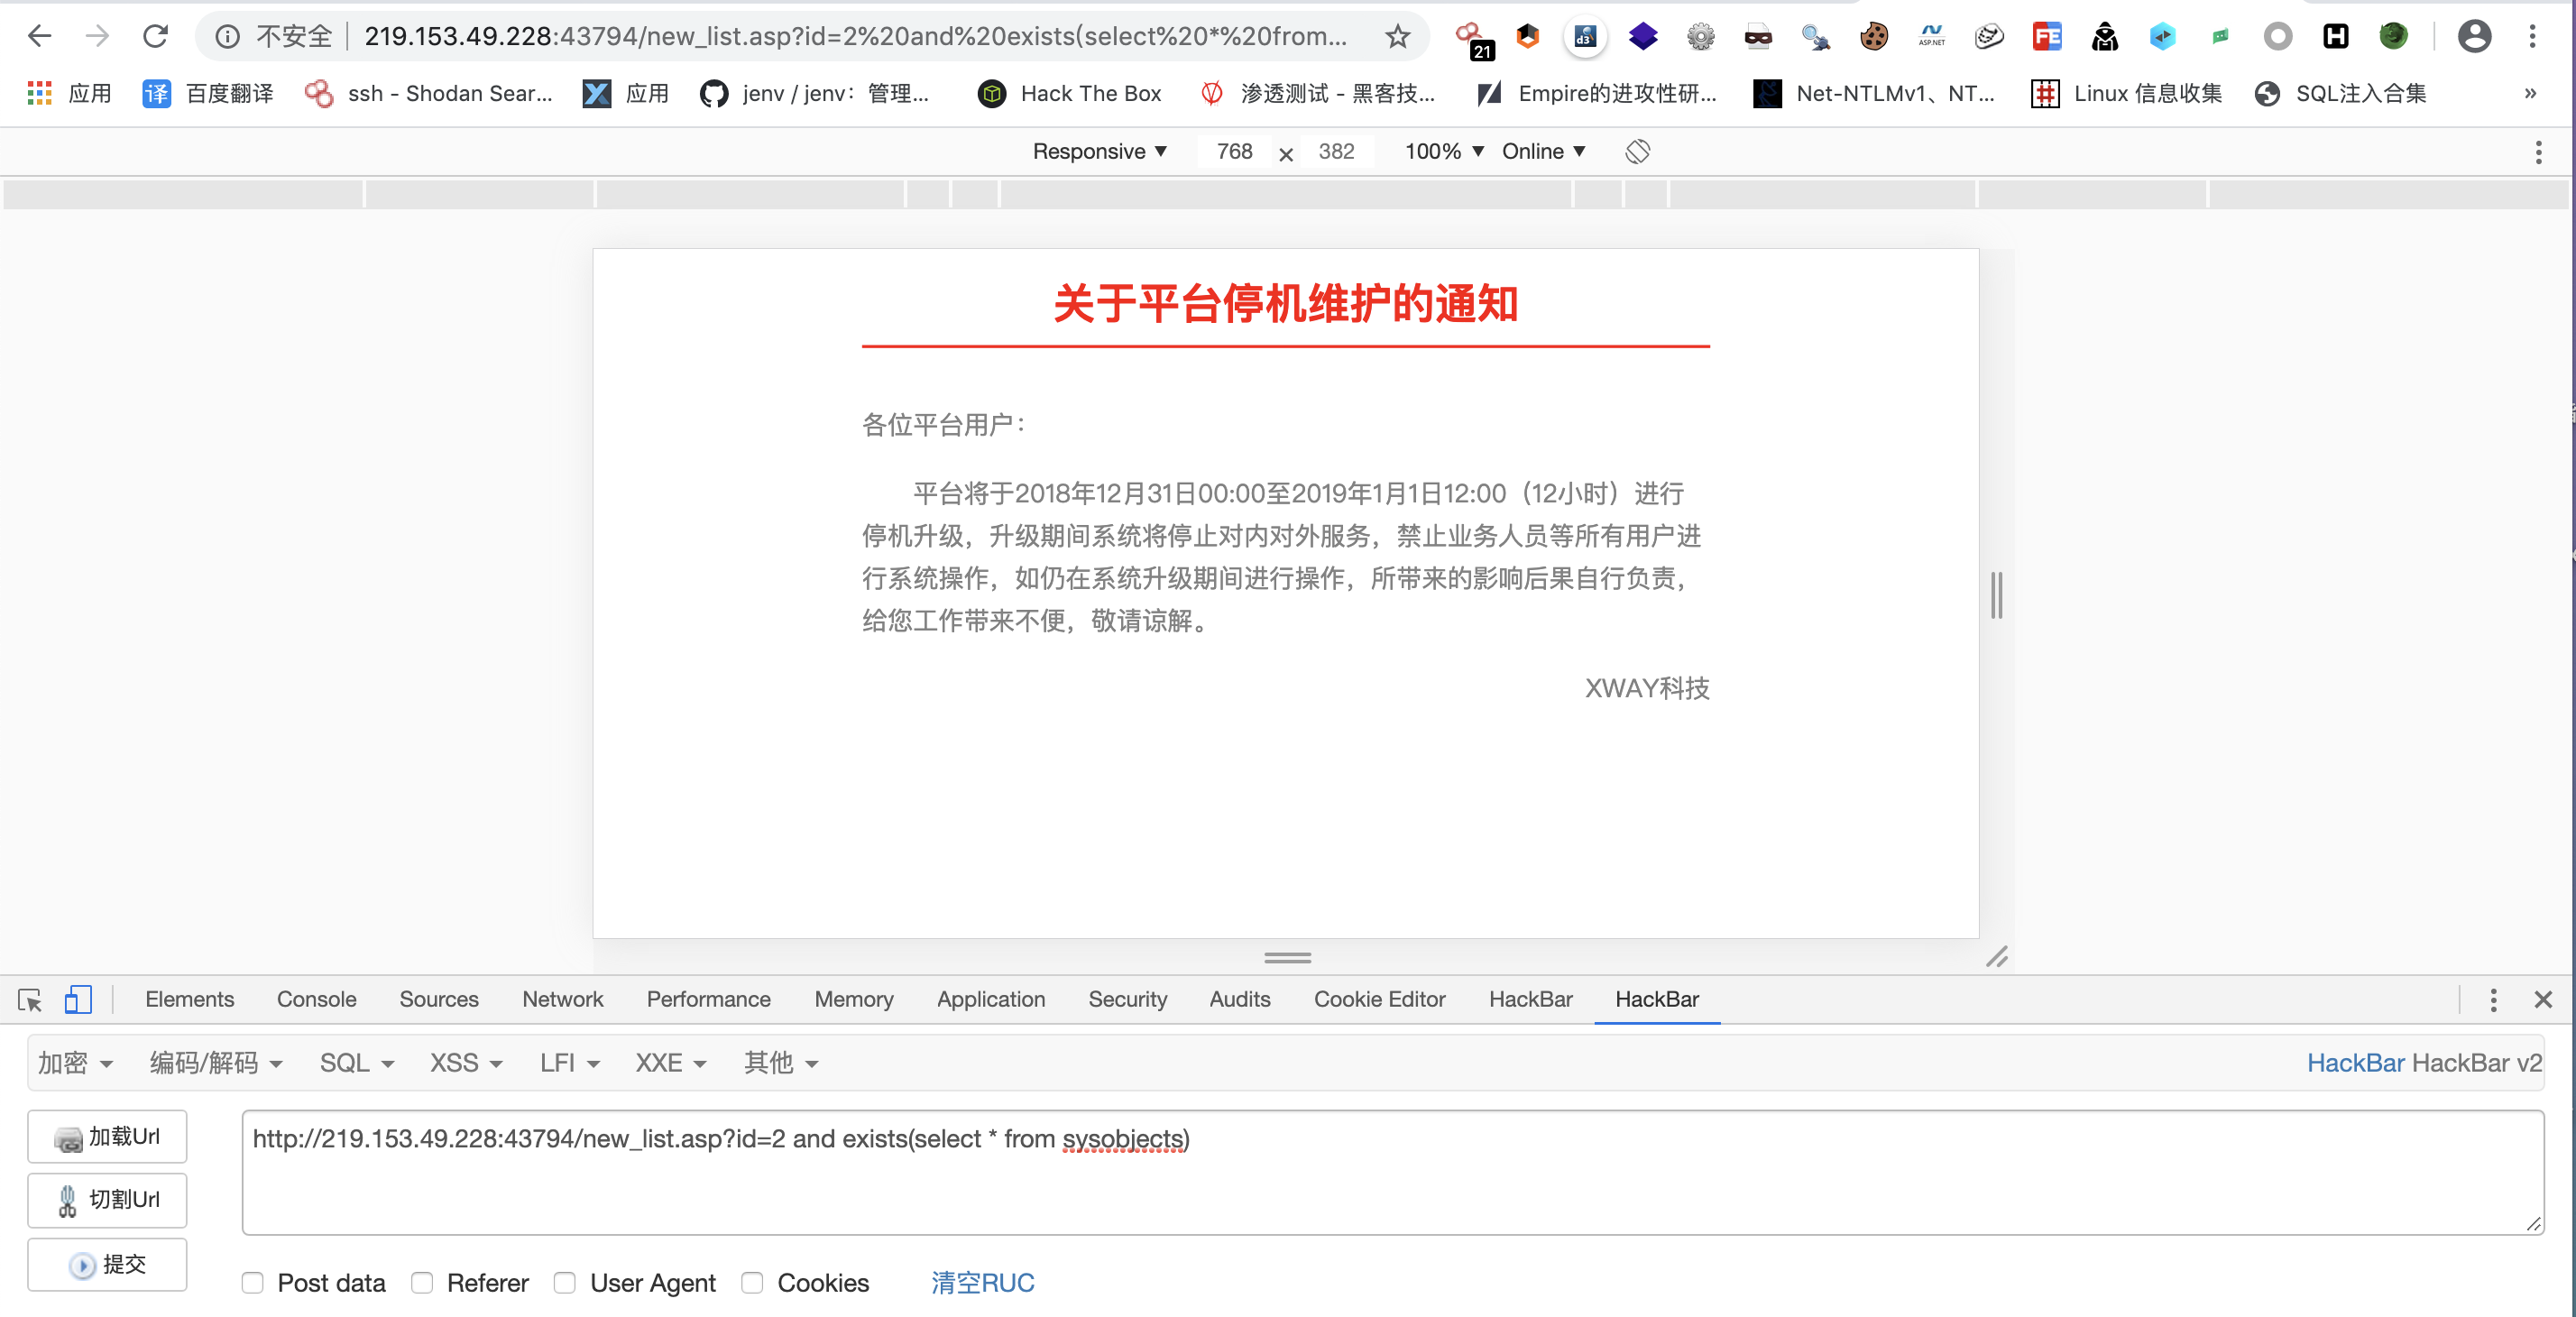 不安全 219.153.49.228:43794/new_list.asp?id=2%20and%20exists(select%20*%20from...
21
d3
ASP.NET
FE
H
应用 译 百度翻译 ssh - Shodan Sear... 应用 jenv / jenv：管理... Hack The Box 渗透测试 - 黑客技... Empire的进攻性研... Net-NTLMv1、NT... Linux 信息收集 SQL注入合集 »
Responsive 768 × 382 100% Online
关于平台停机维护的通知
各位平台用户：
平台将于2018年12月31日00:00至2019年1月1日12:00（12小时）进行
停机升级，升级期间系统将停止对内对外服务，禁止业务人员等所有用户进
行系统操作，如仍在系统升级期间进行操作，所带来的影响后果自行负责，
给您工作带来不便，敬请谅解。
XWAY科技
Elements Console Sources Network Performance Memory Application Security Audits Cookie Editor HackBar HackBar
加密 编码/解码 SQL XSS LFI XXE 其他 HackBar HackBar v2
加载Url
http://219.153.49.228:43794/new_list.asp?id=2 and exists(select * from sysobjects)
切割Url
提交
Post data Referer User Agent Cookies 清空RUC